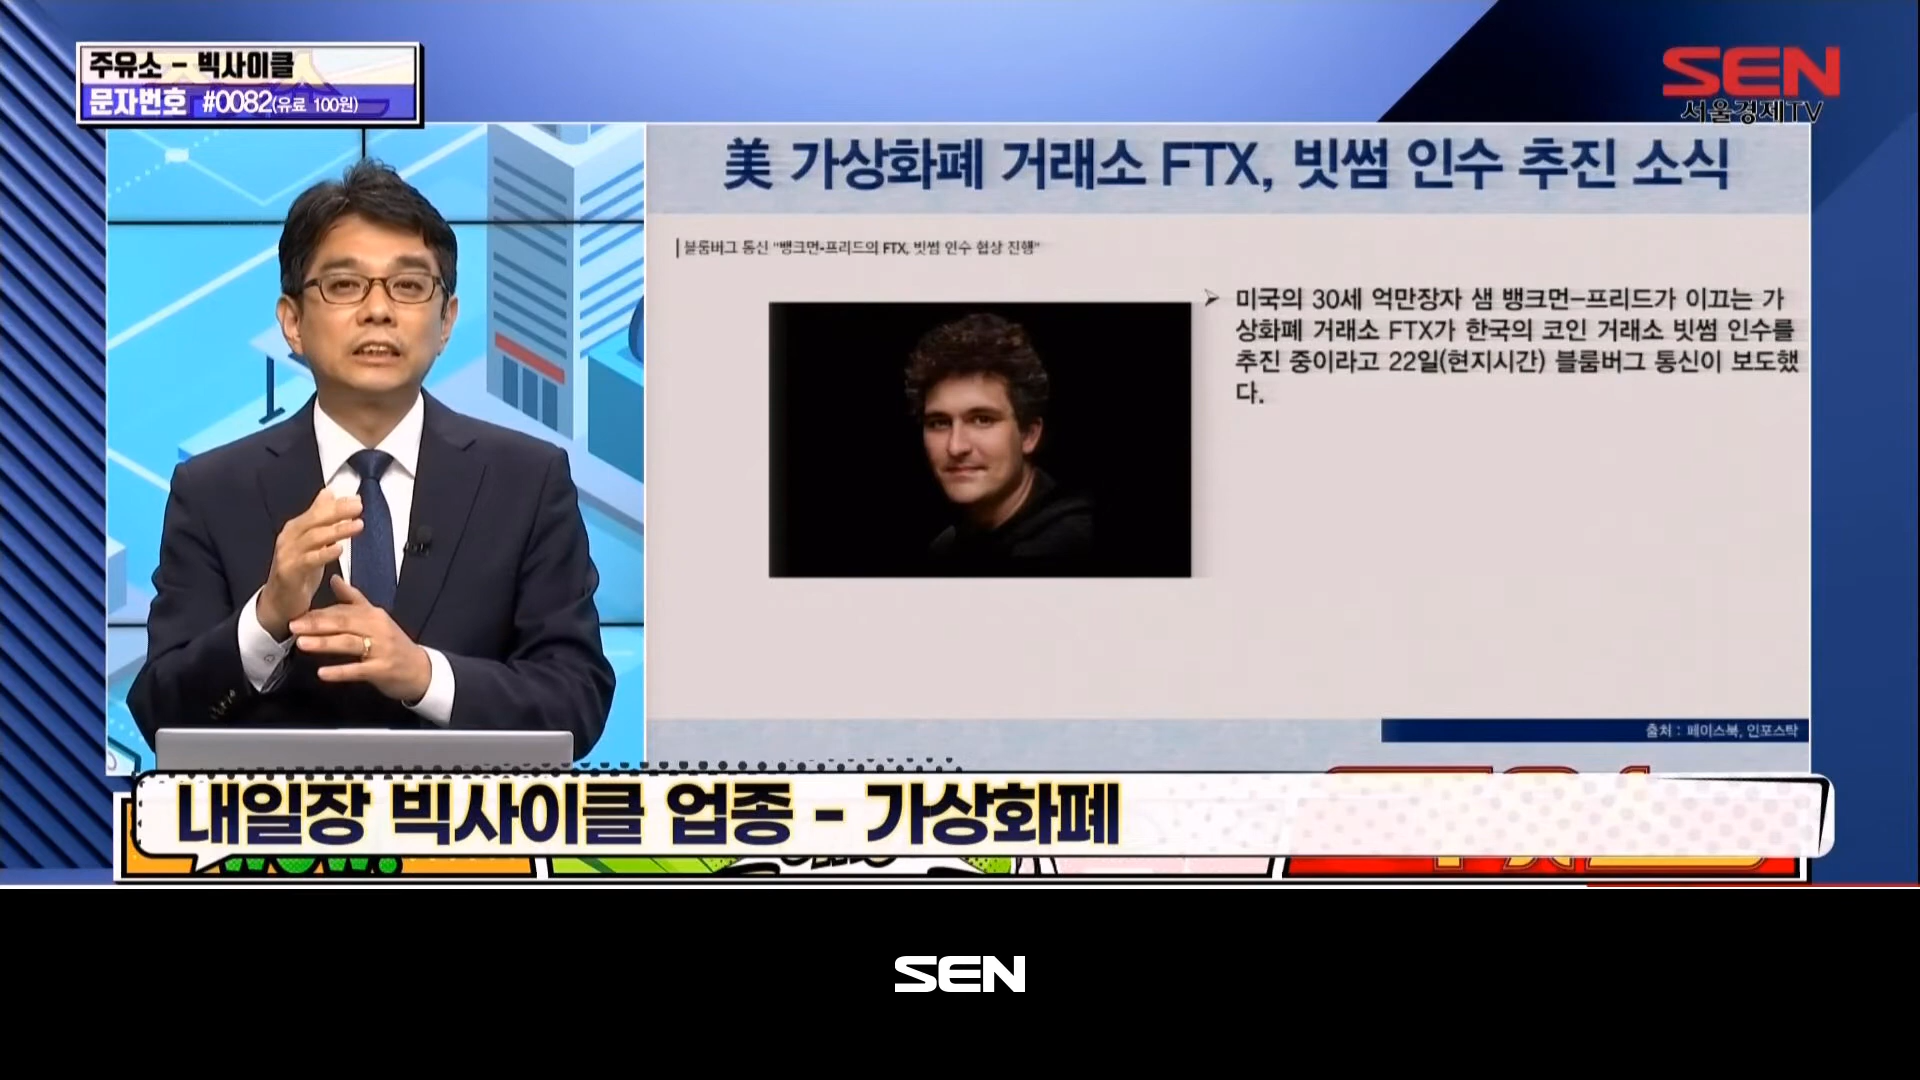 주유소 - 빅사이클
문자번호 #0082(유료 100원)
SEN
서울경제TV
美 가상화폐 거래소 FTX, 빗썸 인수 추진 소식
블룸버그 통신 "뱅크먼-프리드의 FTX, 빗썸 인수 협상 진행"
➢ 미국의 30세 억만장자 샘 뱅크먼-프리드가 이끄는 가
상화폐 거래소 FTX가 한국의 코인 거래소 빗썸 인수를
추진 중이라고 22일(현지시간) 블룸버그 통신이 보도했
다.
출처 : 페이스북, 인포스탁
내일장 빅사이클 업종 - 가상화폐
SEN